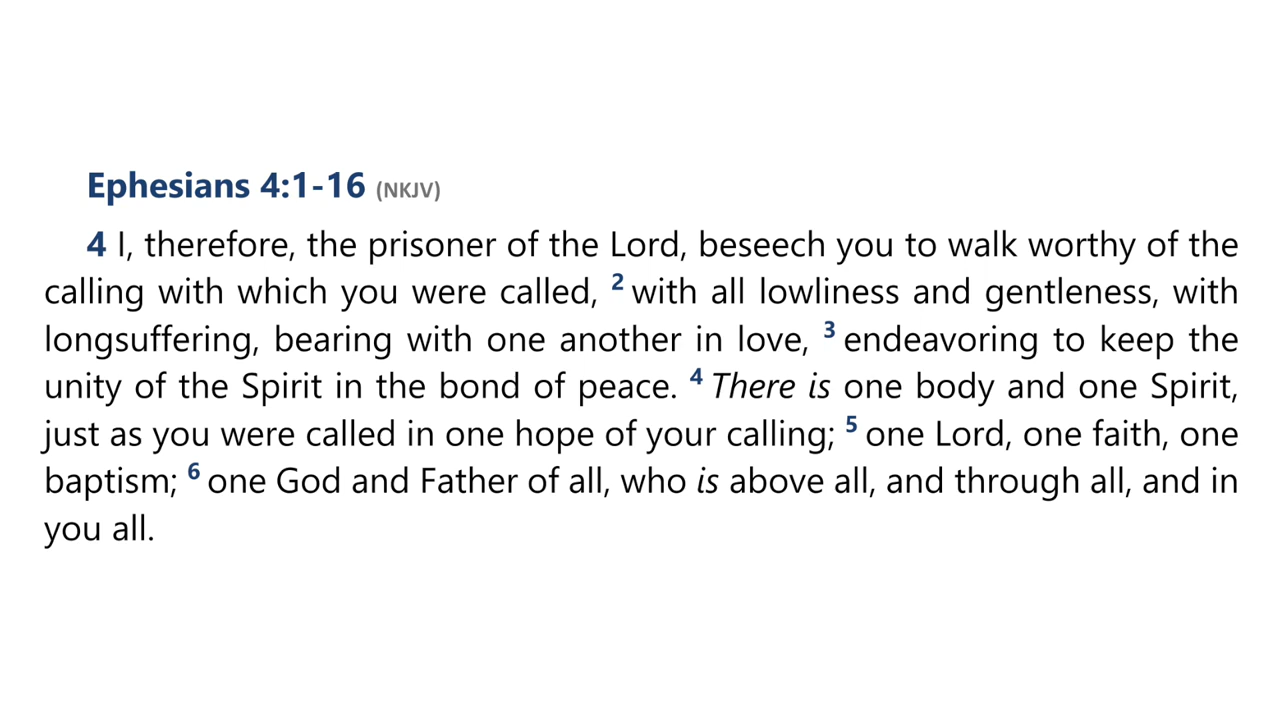 Ephesians 4:1-16 (NKJV)
4 I, therefore, the prisoner of the Lord, beseech you to walk worthy of the
calling with which you were called, 2 with all lowliness and gentleness, with
longsuffering, bearing with one another in love, 3 endeavoring to keep the
unity of the Spirit in the bond of peace. 4 There is one body and one Spirit,
just as you were called in one hope of your calling; 5 one Lord, one faith, one
baptism; 6 one God and Father of all, who is above all, and through all, and in
you all.